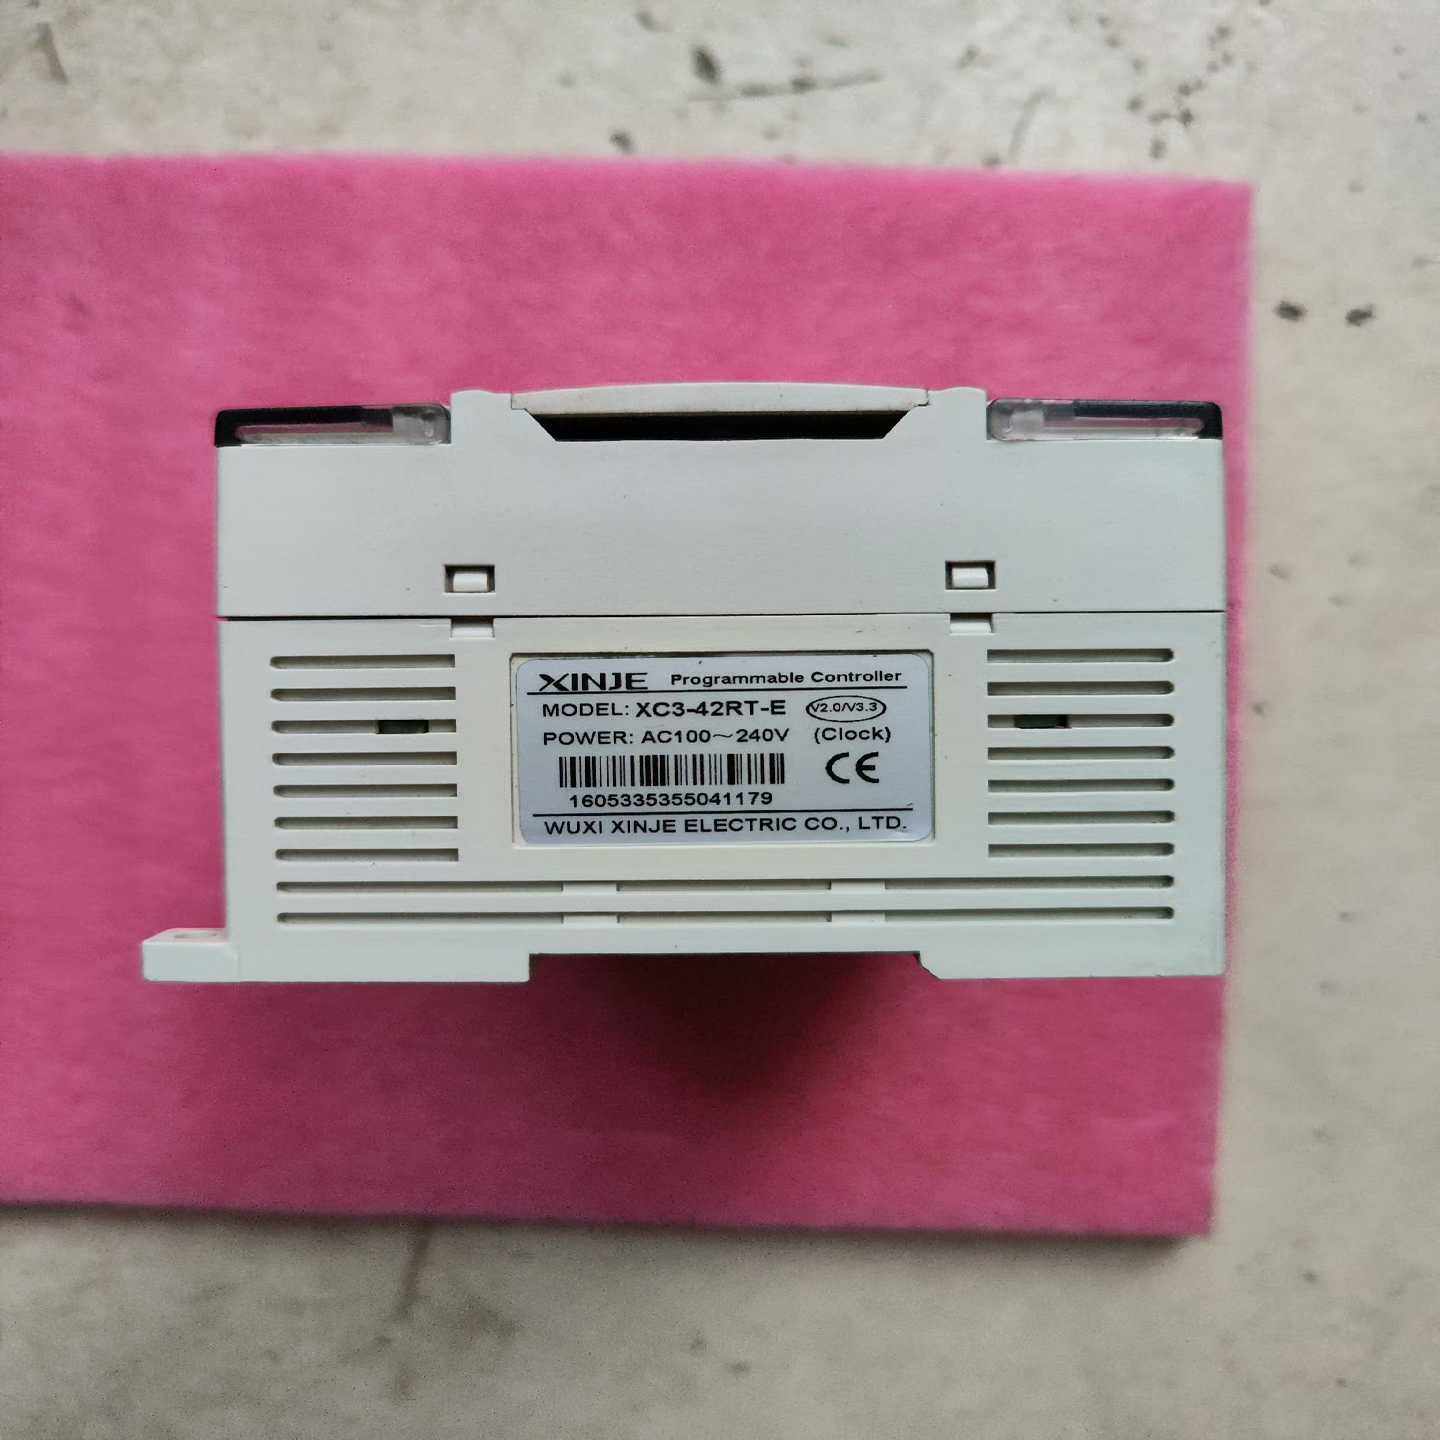 XINJE Programmable Controller
MODEL: XC3-42RT-E V2.0/V3.3
POWER: AC100～240V (Clock)
CE
1605335355041179
WUXI XINJE ELECTRIC CO., LTD.